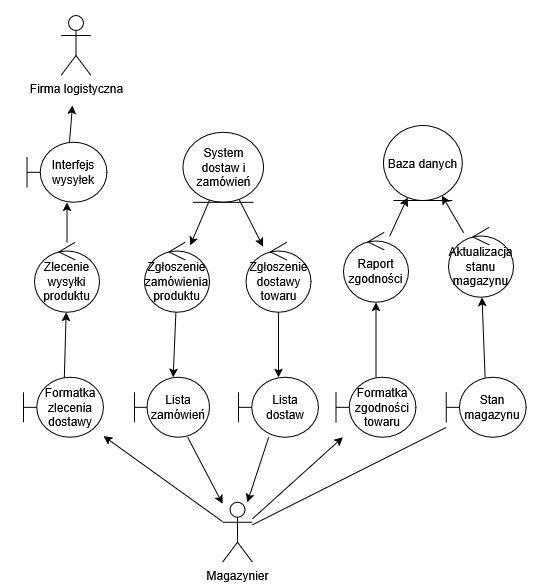 Firma logistyczna
Interfejs
wysyłek
System
dostaw i
zamówień
Baza danych
Zlecenie
wysyłki
produktu
Zgłoszenie
zamówienia
produktu
Zgłoszenie
dostawy
towaru
Raport
zgodności
Aktualizacja
stanu
magazynu
Formatka
zlecenia
dostawy
Lista
zamówień
Lista
dostaw
Formatka
zgodności
towaru
Stan
magazynu
Magazynier